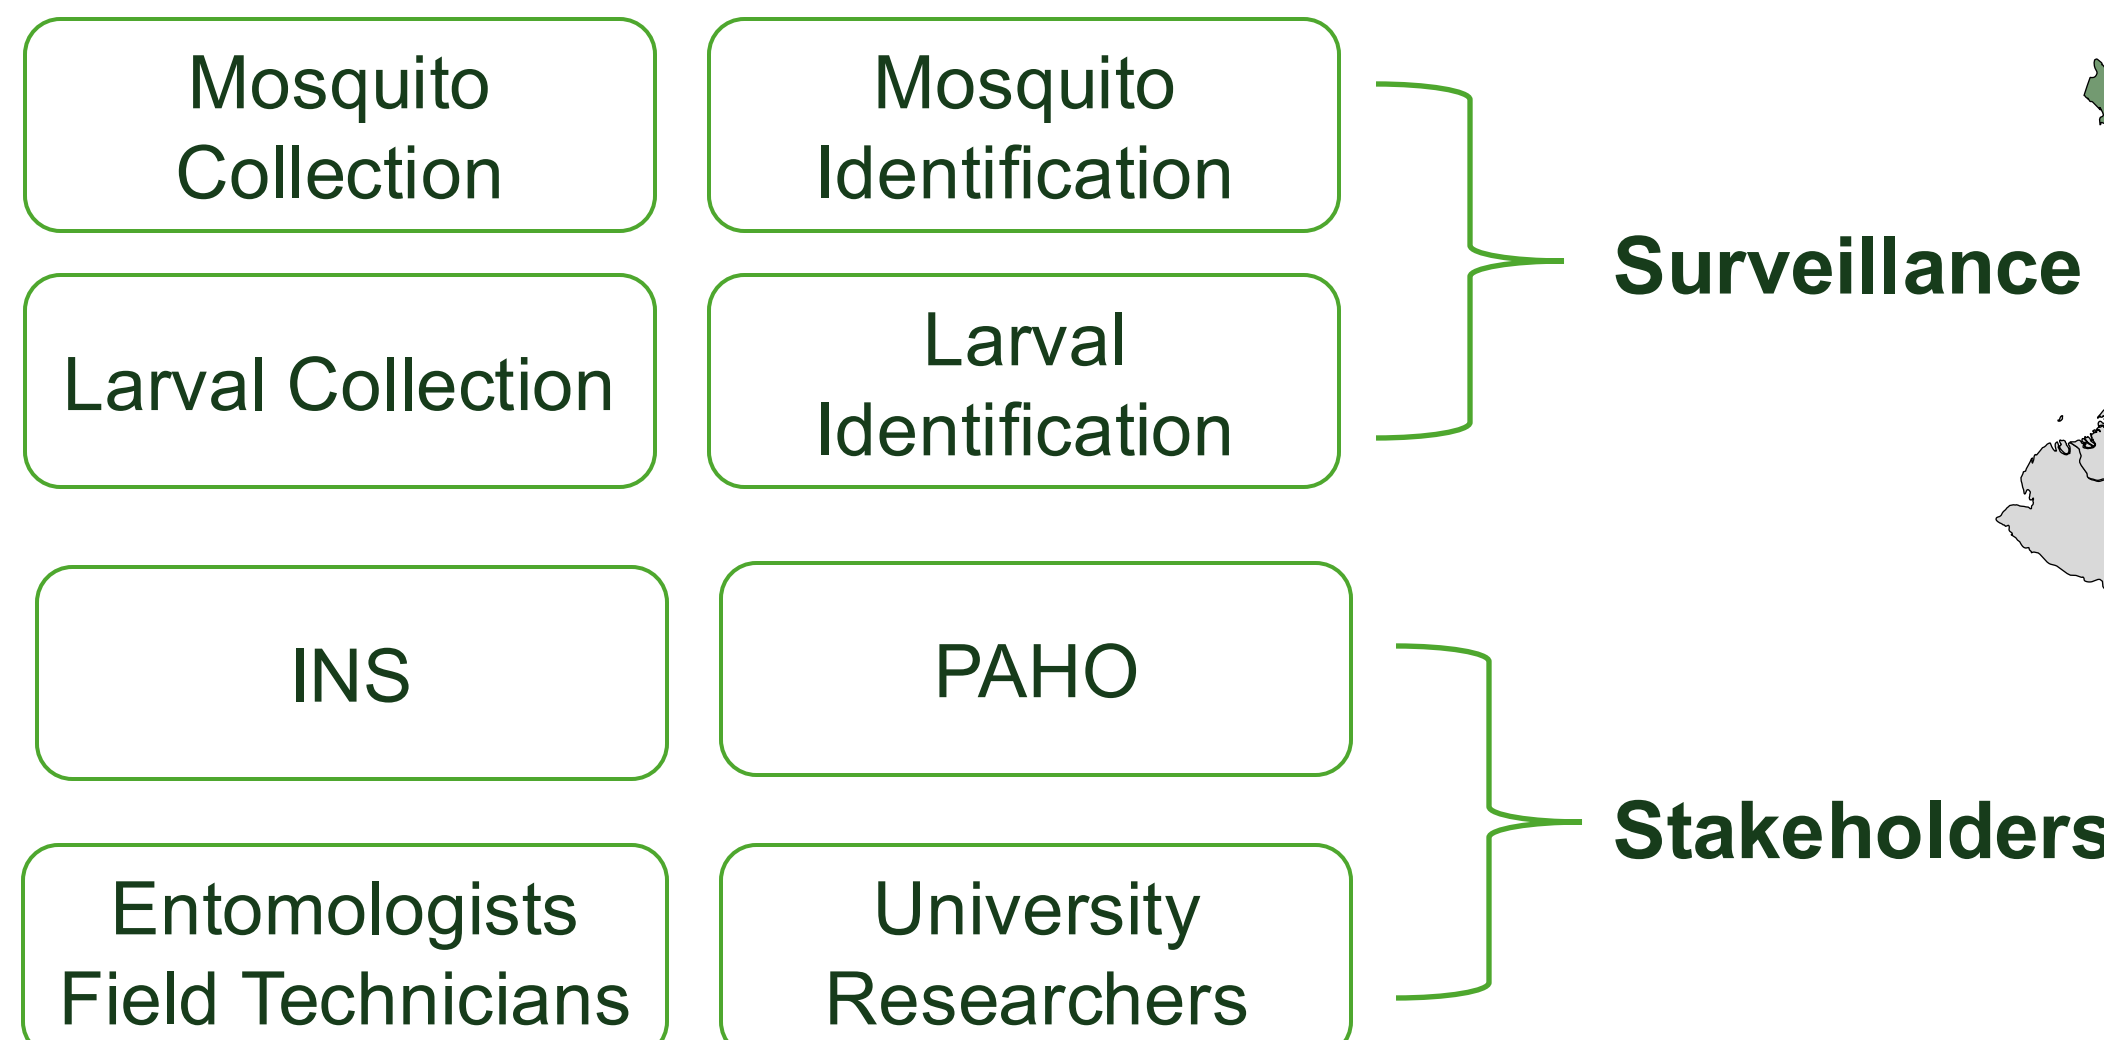 Mosquito
Collection
Mosquito
Identification
Larval Collection
Larval
Identification
Surveillance
INS
PAHO
Entomologists
Field Technicians
University
Researchers
Stakeholders